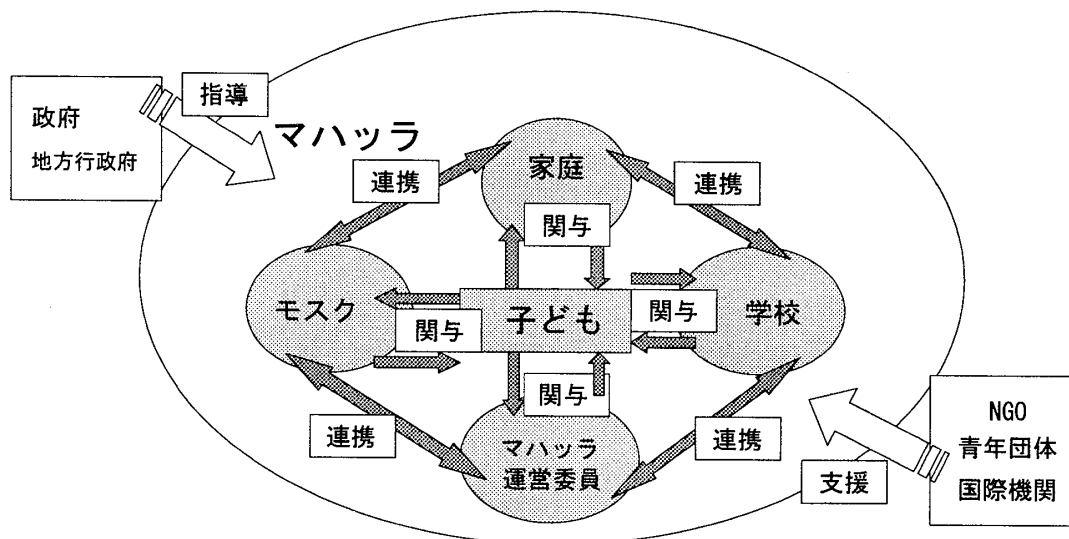 政府
地方行政府
指導
マハッラ
家庭
連携
連携
関与
モスク
関与
子ども
関与
学校
関与
連携
マハッラ
運営委員
連携
支援
NGO
青年団体
国際機関